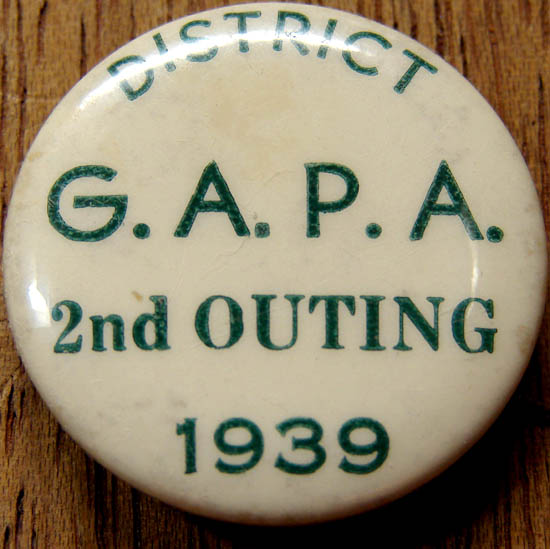 DISTRICT
G. A. P. A.
2nd OUTING
1939